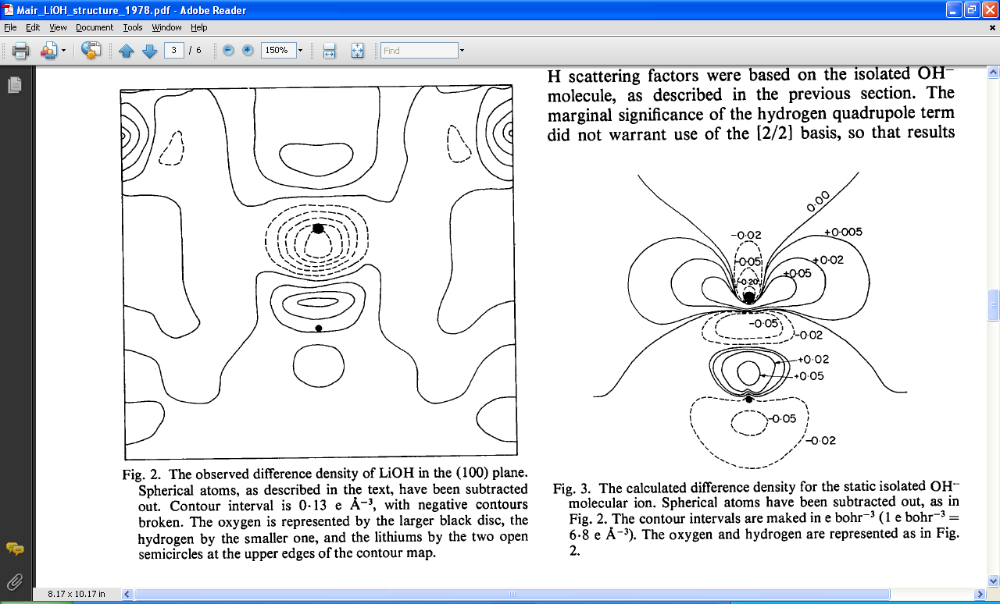 Mair_LiOH_structure_1978.pdf - Adobe Reader
File Edit View Document Tools Window Help
3 / 6 150% Find
H scattering factors were based on the isolated OH⁻
molecule, as described in the previous section. The
marginal significance of the hydrogen quadrupole term
did not warrant use of the [2/2] basis, so that results
0·00
-0·02
+0·005
-0·05
+0·02
+0·05
-0·20
-0·05
-0·02
+0·02
+0·05
-0·05
-0·02
Fig. 2. The observed difference density of LiOH in the (100) plane.
Spherical atoms, as described in the text, have been subtracted
out. Contour interval is 0·13 e Å⁻³, with negative contours
broken. The oxygen is represented by the larger black disc, the
hydrogen by the smaller one, and the lithiums by the two open
semicircles at the upper edges of the contour map.
Fig. 3. The calculated difference density for the static isolated OH⁻
molecular ion. Spherical atoms have been subtracted out, as in
Fig. 2. The contour intervals are maked in e bohr⁻³ (1 e bohr⁻³ =
6·8 e Å⁻³). The oxygen and hydrogen are represented as in Fig.
2.
8.17 x 10.17 in